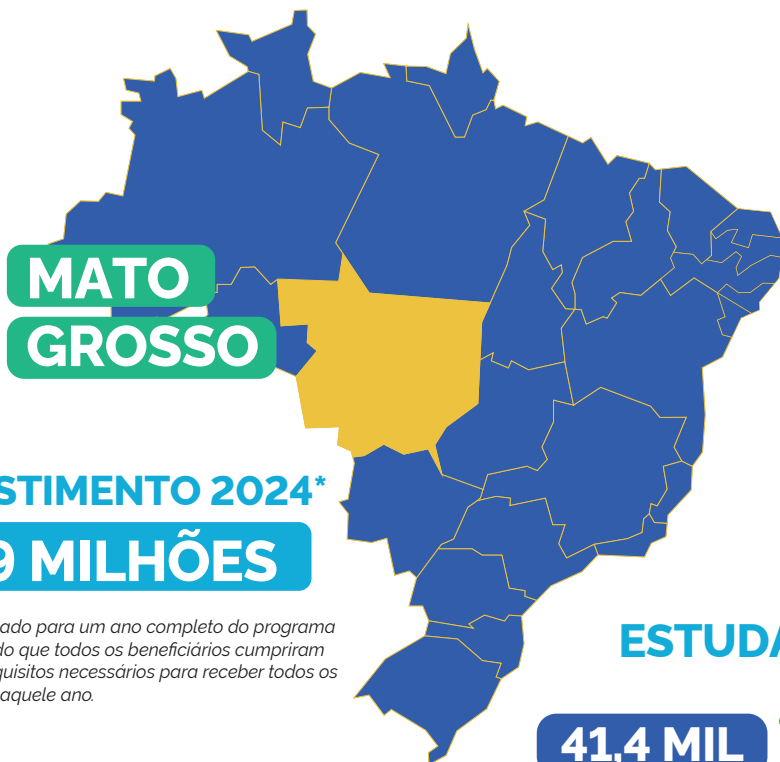 MATO
GROSSO
STIMENTO 2024*
9 MILHÕES
ado para um ano completo do programa
do que todos os beneficiários cumpriram
quisitos necessários para receber todos os
aquele ano.
ESTUDA
41,4 MIL